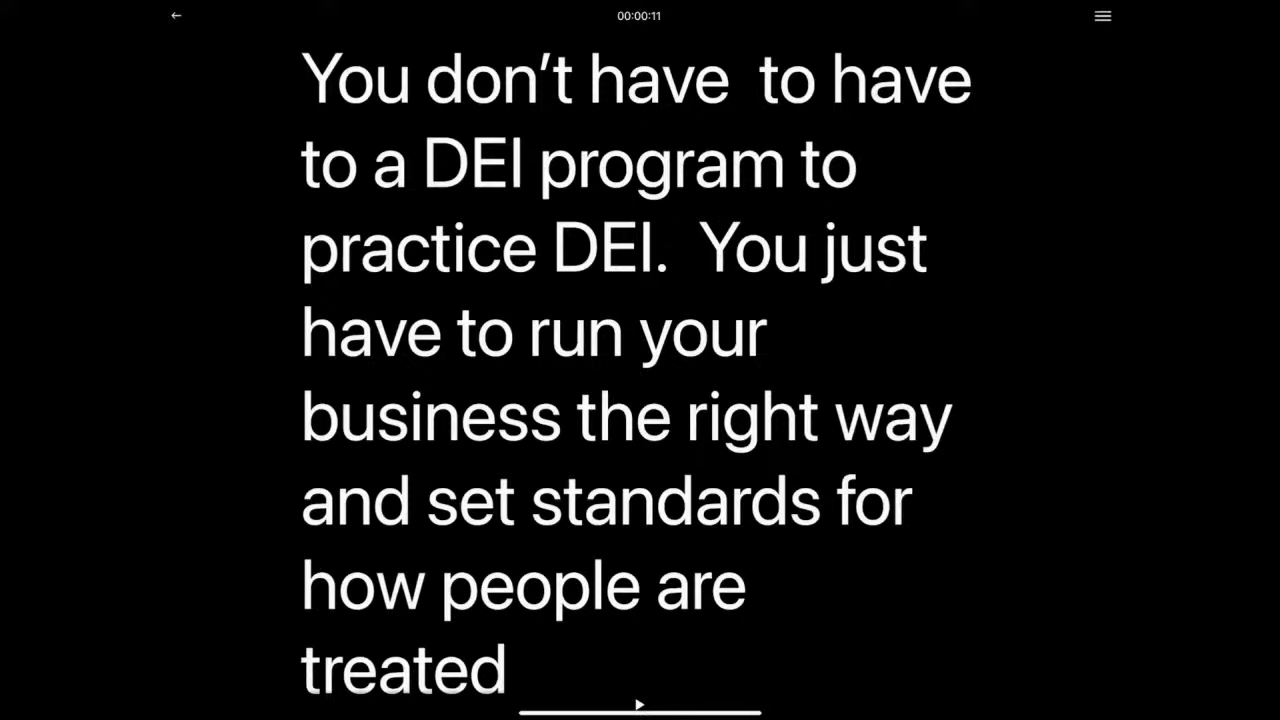 00:00:11
You don’t have  to have
to a DEI program to
practice DEI.  You just
have to run your
business the right way
and set standards for
how people are
treated